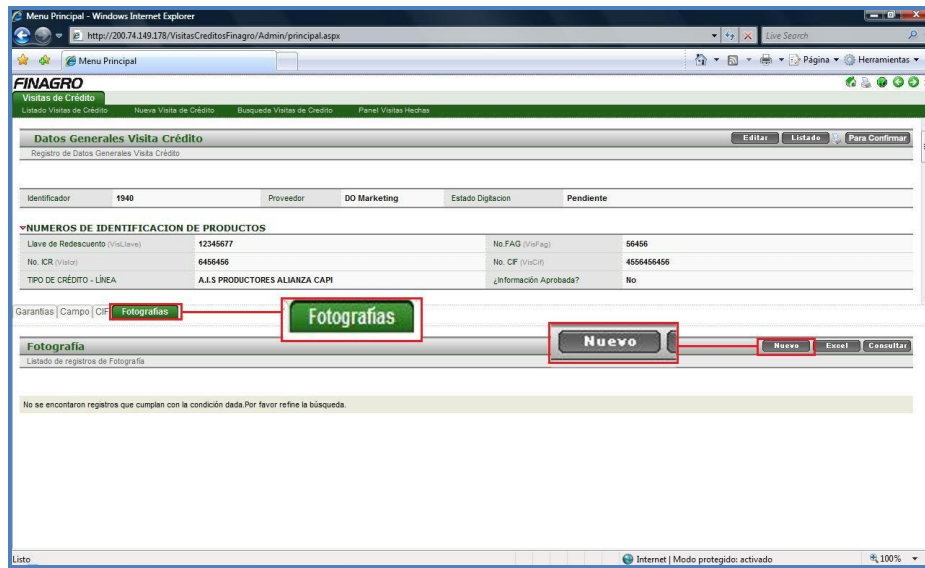 Menu Principal - Windows Internet Explorer
http://200.74.149.178/VisitasCreditosFinagro/Admin/principal.aspx
Live Search
Menu Principal
Página
Herramientas
FINAGRO
Visitas de Crédito
Listado Visitas de Crédito Nueva Visita de Crédito Busqueda Visitas de Credito Panel Visitas Hechas
Datos Generales Visita Crédito
Editar Listado Para Confirmar
Registro de Datos Generales Visita Crédito
Identificador 1940 Proveedor DO Marketing Estado Digitacion Pendiente
NUMEROS DE IDENTIFICACION DE PRODUCTOS
Llave de Redescuento (VisLlave) 12345677 No.FAG (VisFag) 56456
No. ICR (VisIcr) 6456456 No. CIF (VisCif) 4556456456
TIPO DE CRÉDITO - LÍNEA A.I.S PRODUCTORES ALIANZA CAPI ¿Información Aprobada? No
Garantias Campo CIF Fotografías
Fotografías
Nuevo
Fotografía
Nuevo Excel Consultar
Listado de registros de Fotografía
No se encontaron registros que cumplan con la condición dada.Por favor refine la búsqueda.
Listo
Internet | Modo protegido: activado
100%